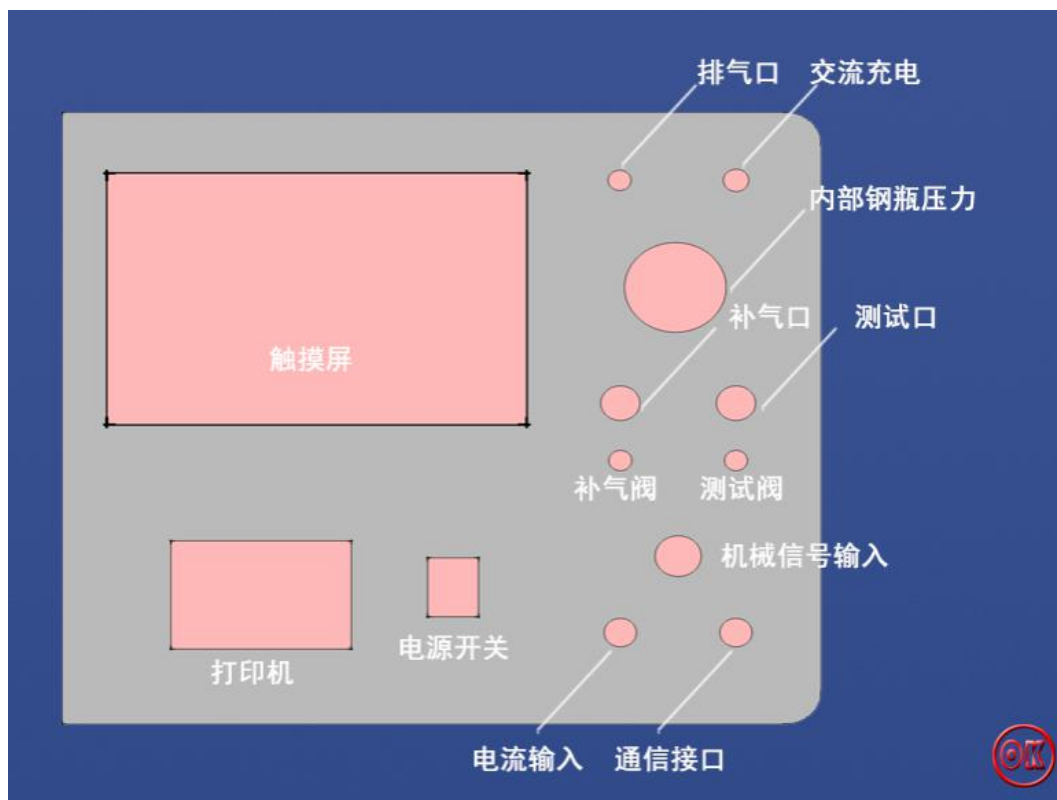 排气口 交流充电
内部钢瓶压力
补气口 测试口
触摸屏
补气阀 测试阀
机械信号输入
电源开关
打印机
电流输入 通信接口
OK